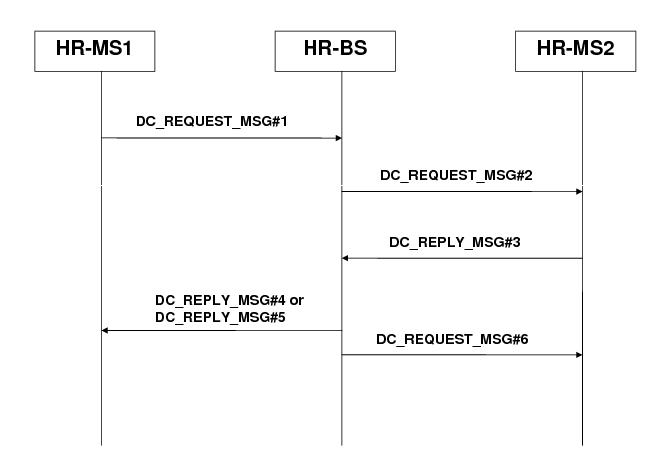 HR-MS1
HR-BS
HR-MS2
DC_REQUEST_MSG#1
DC_REQUEST_MSG#2
DC_REPLY_MSG#3
DC_REPLY_MSG#4 or
DC_REPLY_MSG#5
DC_REQUEST_MSG#6